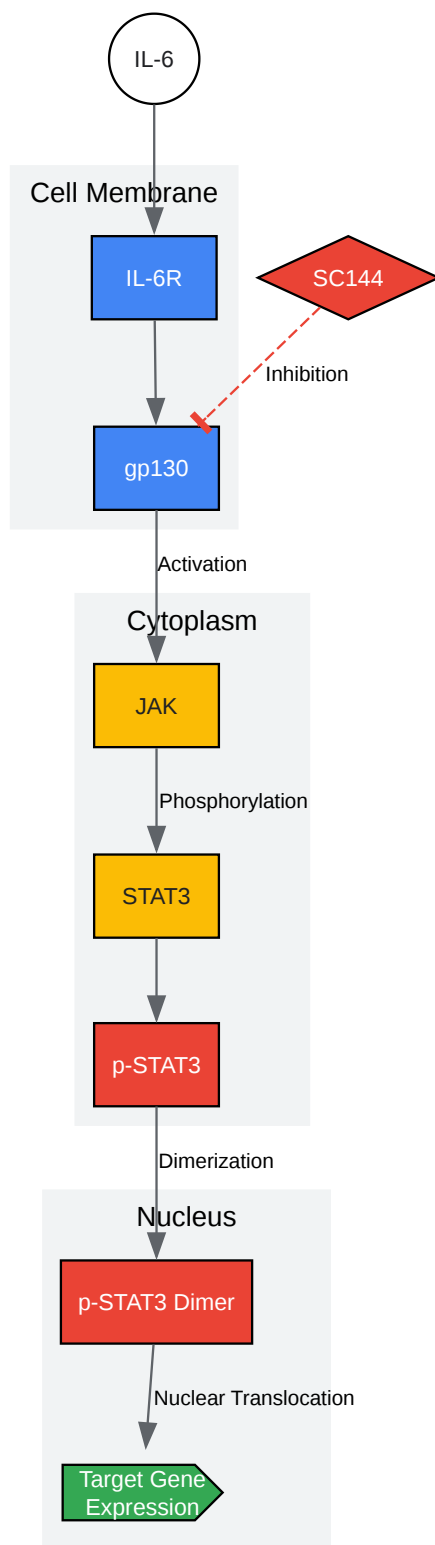 IL-6
Cell Membrane
IL-6R
SC144
Inhibition
gp130
Activation
Cytoplasm
JAK
Phosphorylation
STAT3
p-STAT3
Dimerization
Nucleus
p-STAT3 Dimer
Nuclear Translocation
Target Gene
Expression